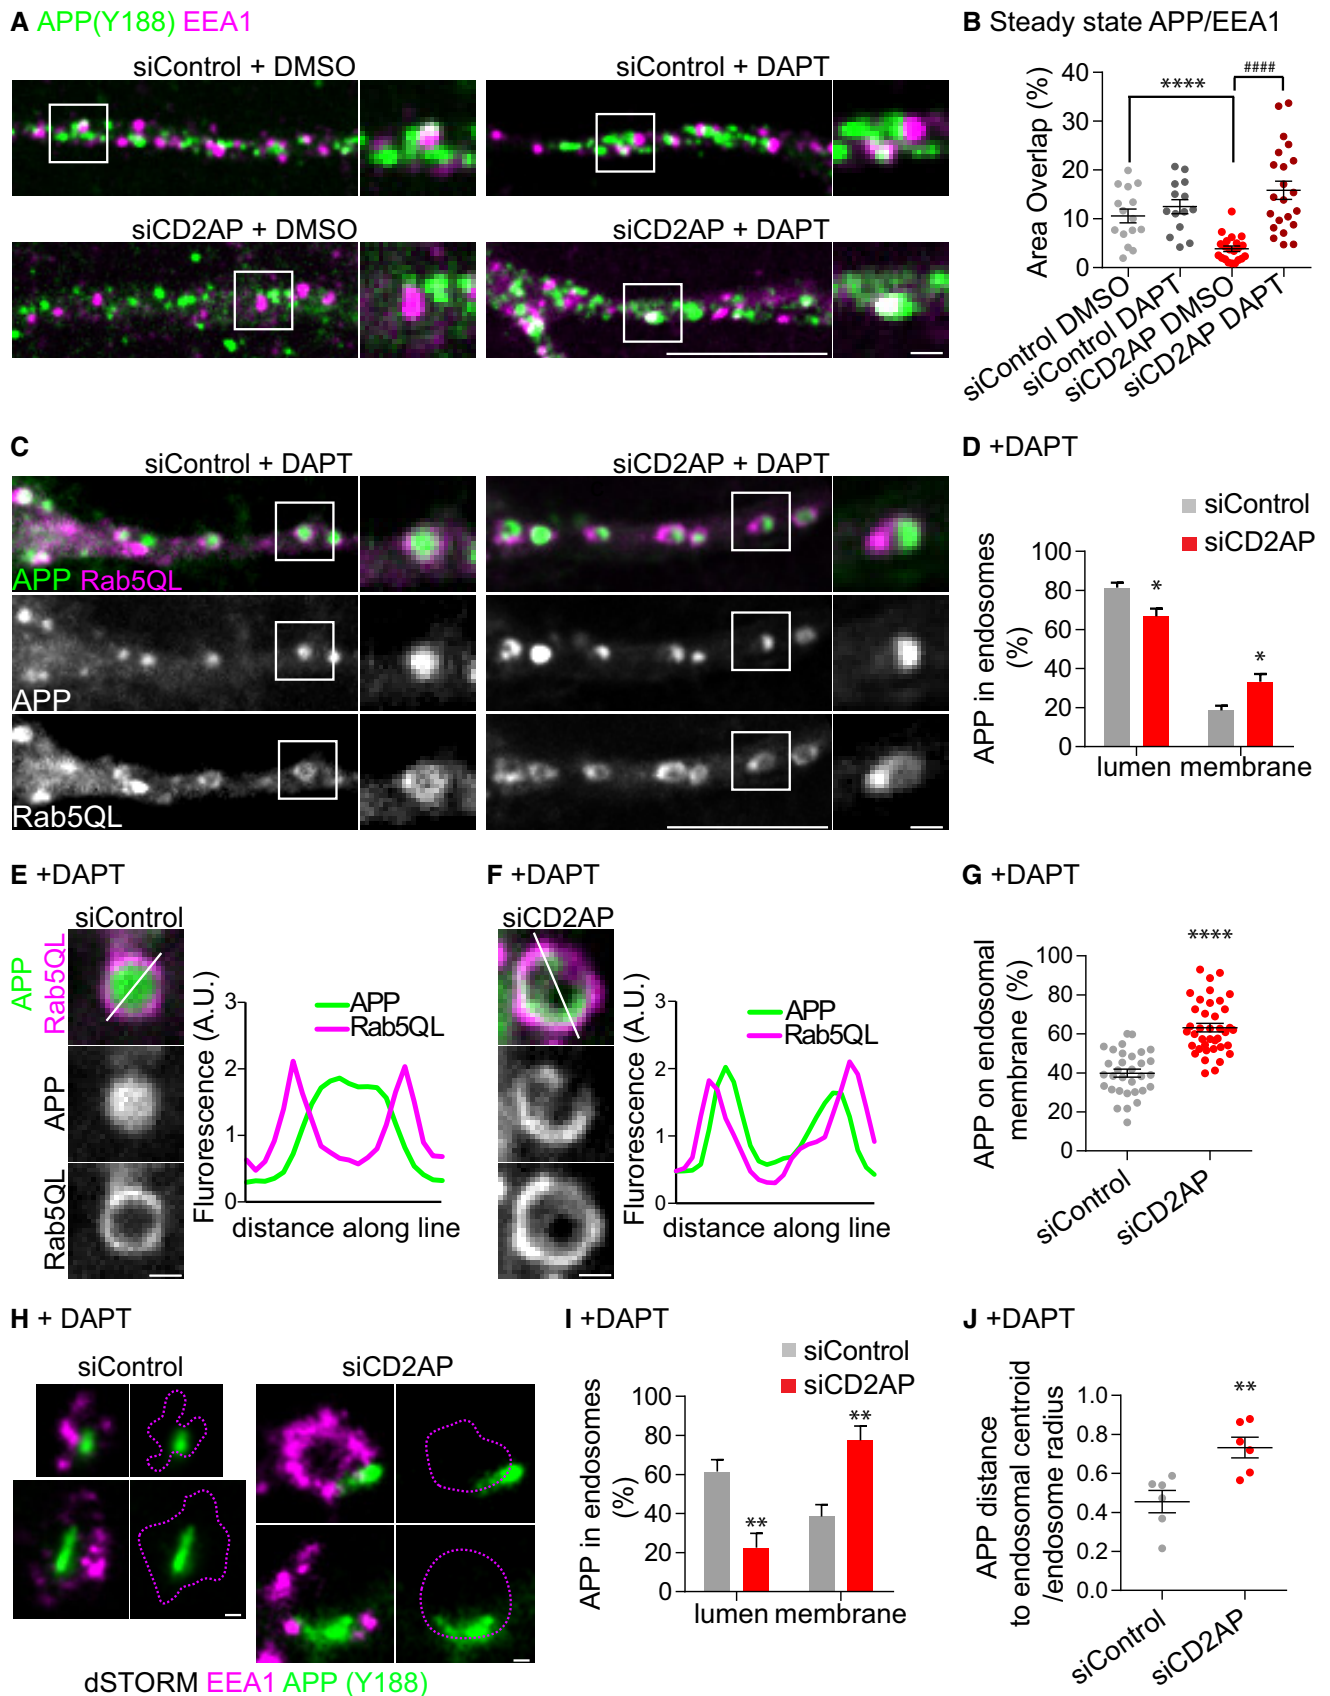 A APP(Y188) EEA1
siControl + DMSO
siControl + DAPT
siCD2AP + DMSO
siCD2AP + DAPT
B Steady state APP/EEA1
Area Overlap (%)
40
30
20
10
0
****
####
siControl DMSO
siControl DAPT
siCD2AP DMSO
siCD2AP DAPT
C
siControl + DAPT
siCD2AP + DAPT
APP Rab5QL
APP
Rab5QL
D +DAPT
siControl
siCD2AP
APP in endosomes
(%)
100
80
60
40
20
0
*
*
lumen membrane
E +DAPT
siControl
APP
Rab5QL
APP
Rab5QL
Flurorescence (A.U.)
3
2
1
0
APP
Rab5QL
distance along line
F +DAPT
siCD2AP
Flurorescence (A.U.)
3
2
1
0
APP
Rab5QL
distance along line
G +DAPT
APP on endosomal
membrane (%)
100
80
60
40
20
0
****
siControl
siCD2AP
H + DAPT
siControl
siCD2AP
dSTORM EEA1 APP (Y188)
I +DAPT
siControl
siCD2AP
APP in endosomes
(%)
100
80
60
40
20
0
**
**
lumen membrane
J +DAPT
APP distance
to endosomal centroid
/endosome radius
1.0
0.8
0.6
0.4
0.2
0.0
**
siControl
siCD2AP